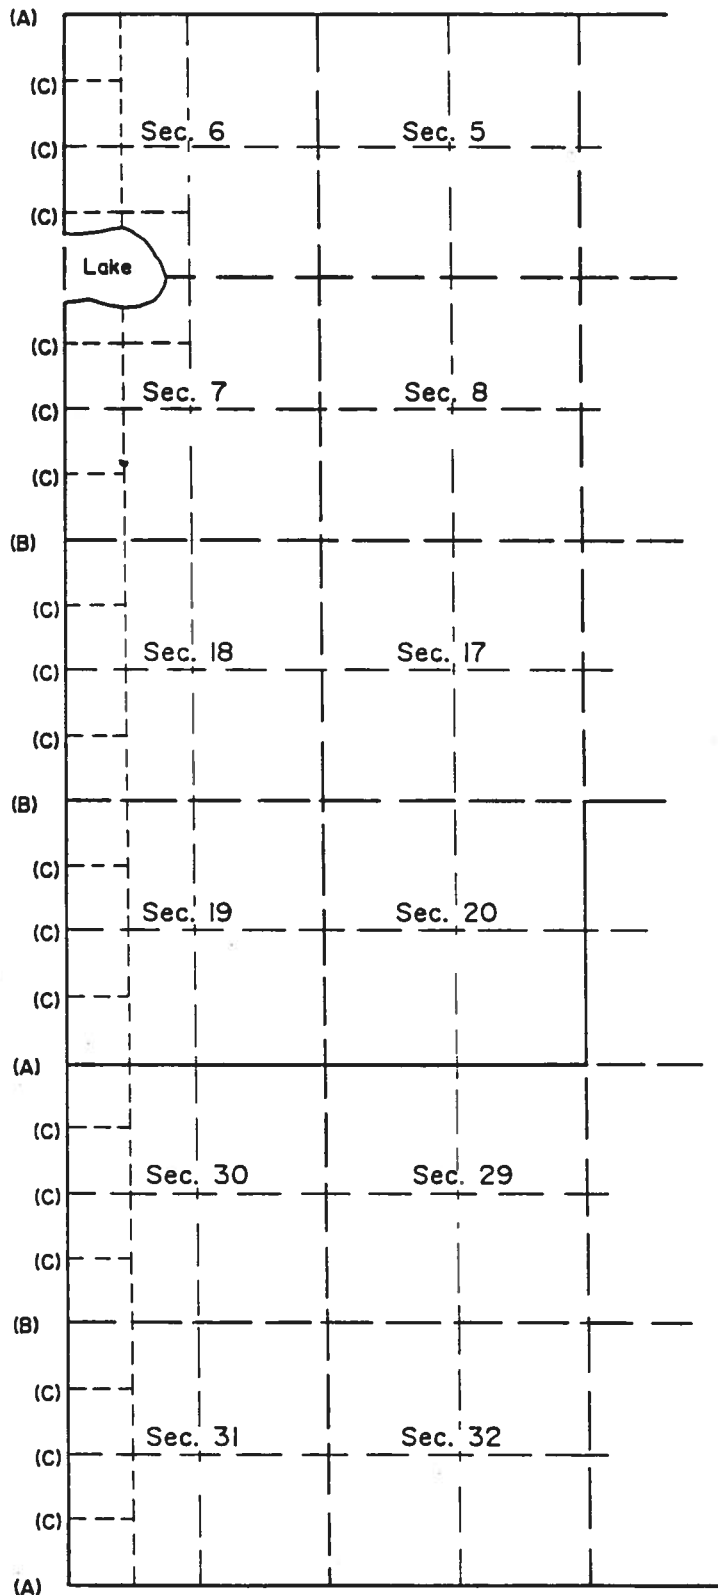 (A)
(C)
Sec. 6 Sec. 5
(C)
(C)
Lake
(C)
Sec. 7 Sec. 8
(C)
(C)
(B)
(C)
Sec. 18 Sec. 17
(C)
(C)
(B)
(C)
Sec. 19 Sec. 20
(C)
(C)
(A)
(C)
Sec. 30 Sec. 29
(C)
(C)
(B)
(C)
Sec. 31 Sec. 32
(C)
(C)
(A)